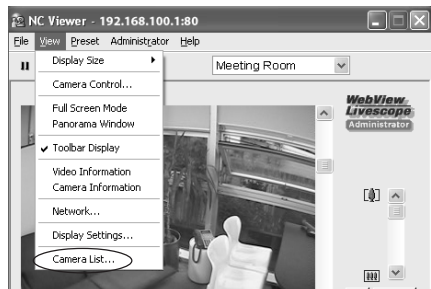 NC Viewer - 192.168.100.1:80
File View Preset Administrator Help
Display Size
Meeting Room
Camera Control...
Full Screen Mode
Panorama Window
WebView
Livescope
Administrator
Toolbar Display
Video Information
Camera Information
Network...
Display Settings...
Camera List...